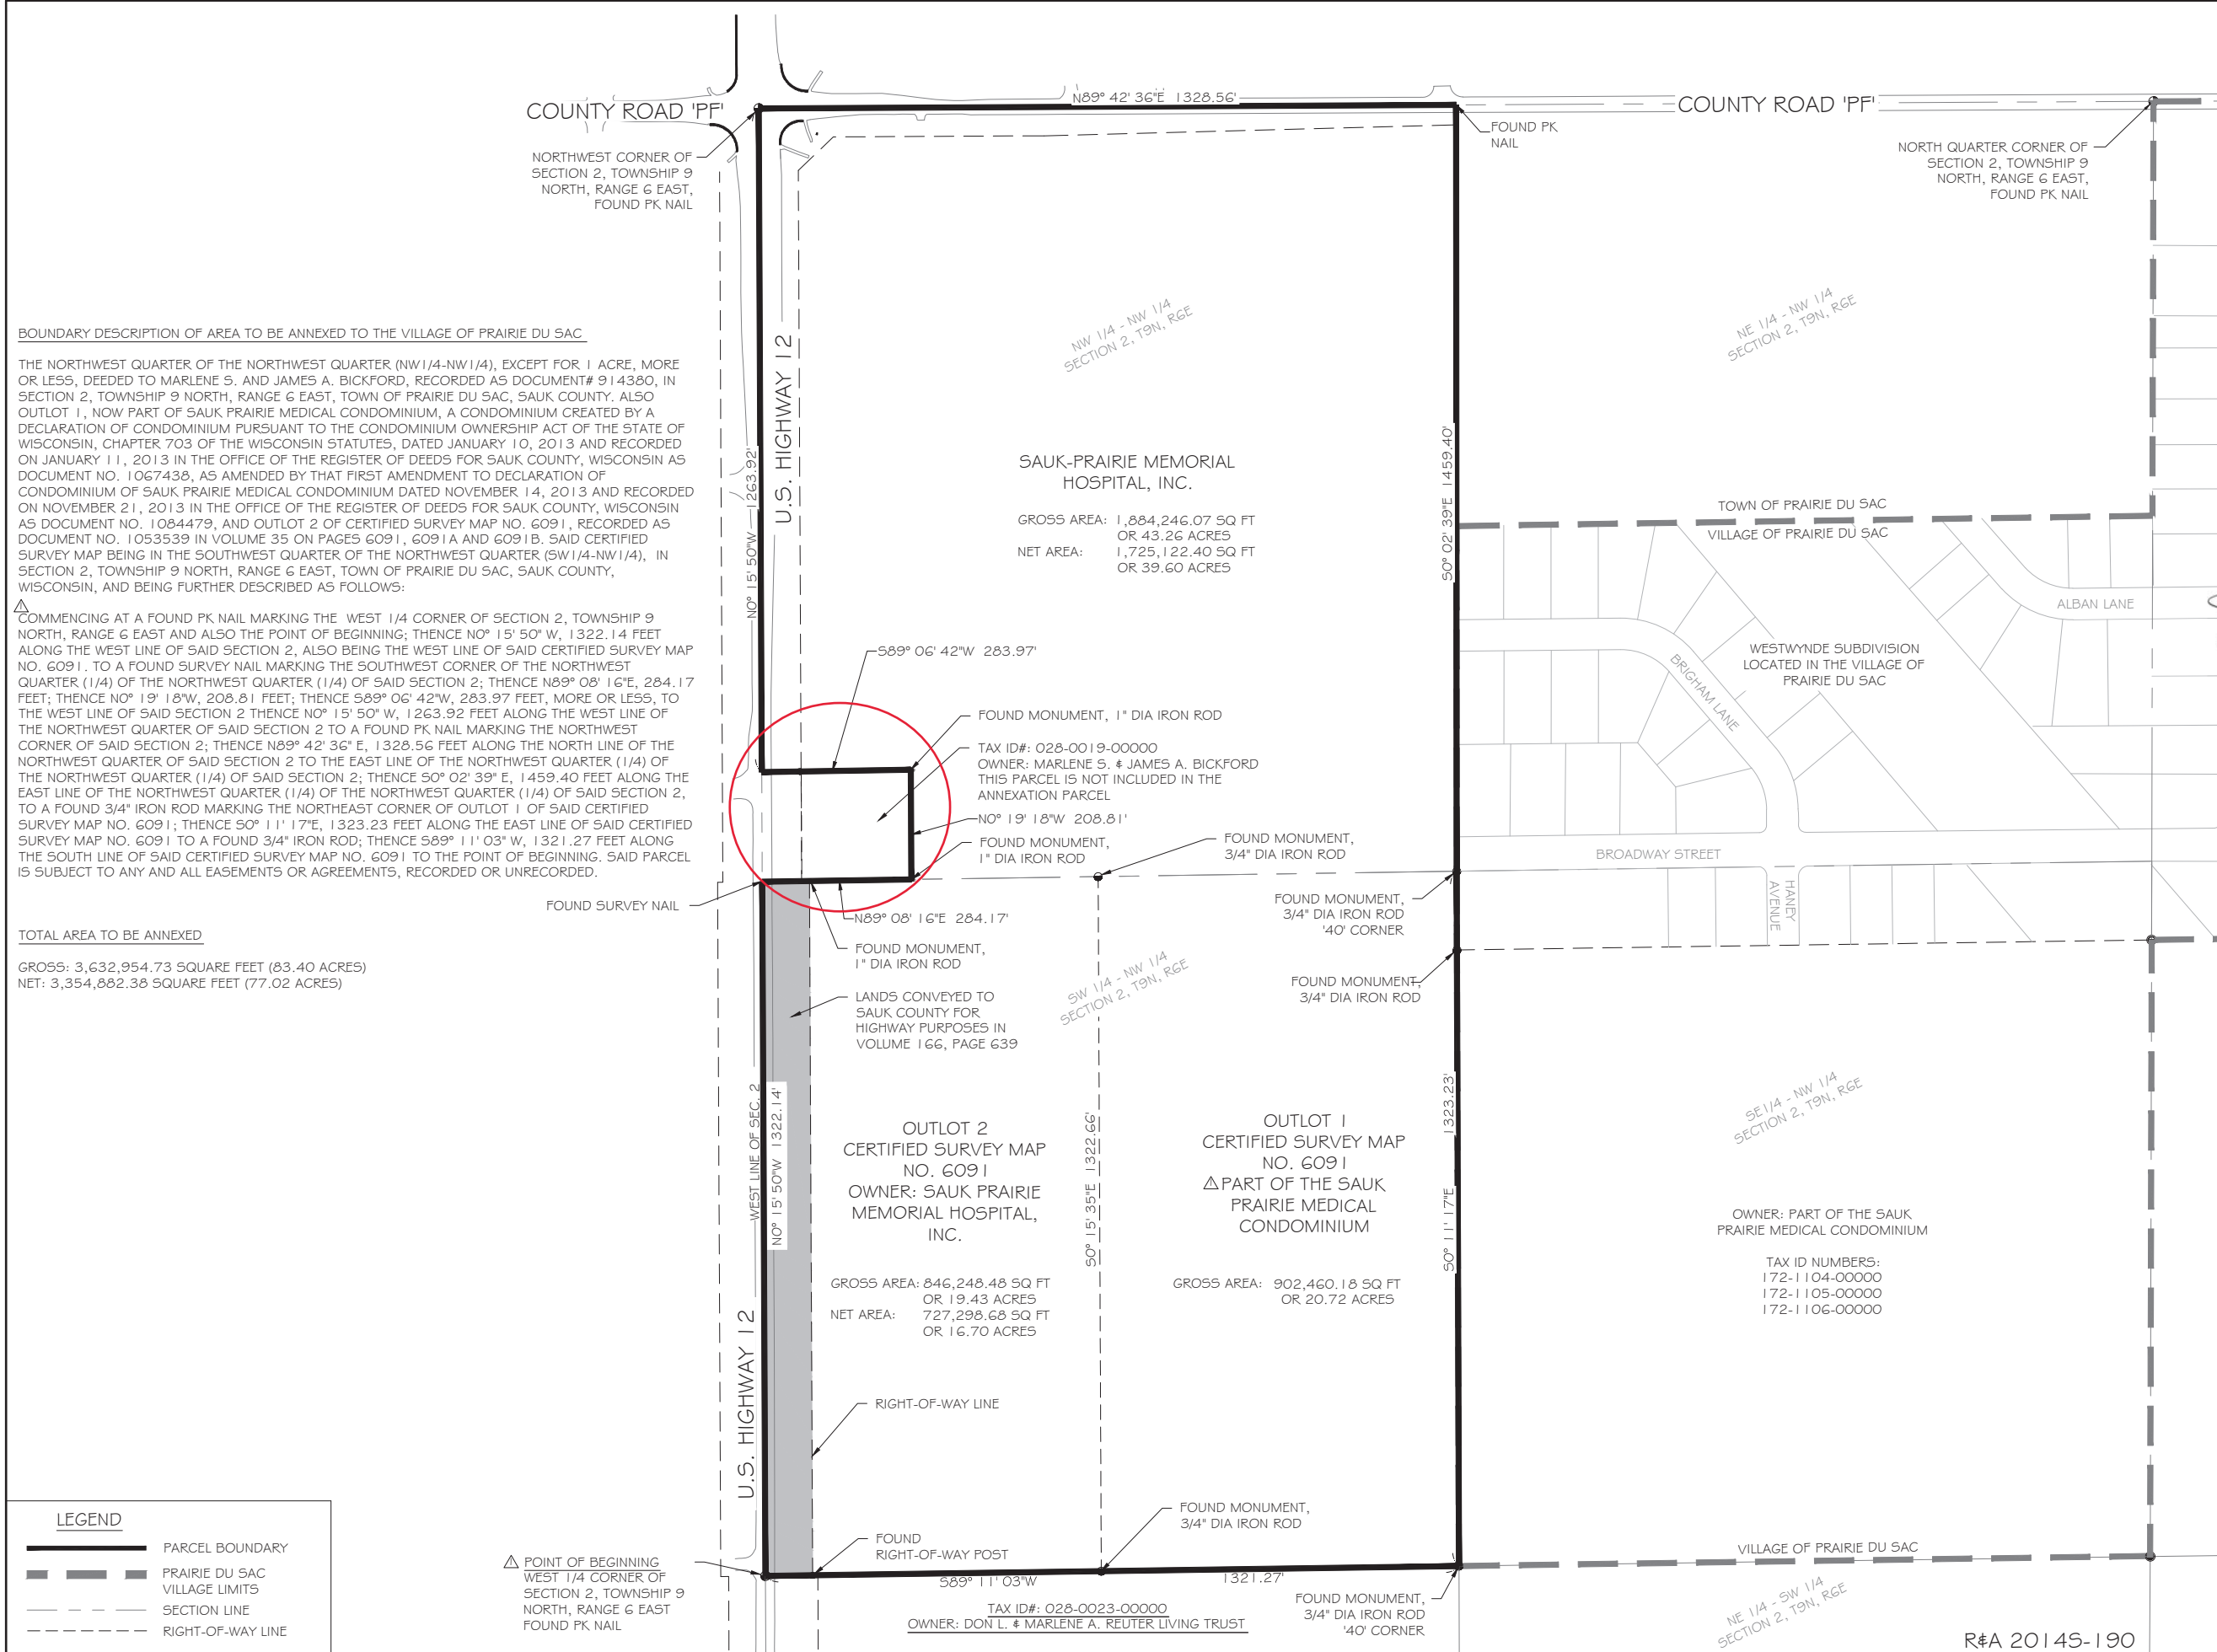 COUNTY ROAD 'PF'
N89° 42' 36"E 1328.56'
COUNTY ROAD 'PF'
NORTHWEST CORNER OF
SECTION 2, TOWNSHIP 9
NORTH, RANGE 6 EAST,
FOUND PK NAIL
FOUND PK
NAIL
NORTH QUARTER CORNER OF
SECTION 2, TOWNSHIP 9
NORTH, RANGE 6 EAST,
FOUND PK NAIL
BOUNDARY DESCRIPTION OF AREA TO BE ANNEXED TO THE VILLAGE OF PRAIRIE DU SAC
THE NORTHWEST QUARTER OF THE NORTHWEST QUARTER (NW1/4-NW1/4), EXCEPT FOR 1 ACRE, MORE
OR LESS, DEEDED TO MARLENE S. AND JAMES A. BICKFORD, RECORDED AS DOCUMENT# 914380, IN
SECTION 2, TOWNSHIP 9 NORTH, RANGE 6 EAST, TOWN OF PRAIRIE DU SAC, SAUK COUNTY. ALSO
OUTLOT 1, NOW PART OF SAUK PRAIRIE MEDICAL CONDOMINIUM, A CONDOMINIUM CREATED BY A
DECLARATION OF CONDOMINIUM PURSUANT TO THE CONDOMINIUM OWNERSHIP ACT OF THE STATE OF
WISCONSIN, CHAPTER 703 OF THE WISCONSIN STATUTES, DATED JANUARY 10, 2013 AND RECORDED
ON JANUARY 11, 2013 IN THE OFFICE OF THE REGISTER OF DEEDS FOR SAUK COUNTY, WISCONSIN AS
DOCUMENT NO. 1067438, AS AMENDED BY THAT FIRST AMENDMENT TO DECLARATION OF
CONDOMINIUM OF SAUK PRAIRIE MEDICAL CONDOMINIUM DATED NOVEMBER 14, 2013 AND RECORDED
ON NOVEMBER 21, 2013 IN THE OFFICE OF THE REGISTER OF DEEDS FOR SAUK COUNTY, WISCONSIN
AS DOCUMENT NO. 1084479, AND OUTLOT 2 OF CERTIFIED SURVEY MAP NO. 6091, RECORDED AS
DOCUMENT NO. 1053539 IN VOLUME 35 ON PAGES 6091, 6091A AND 6091B. SAID CERTIFIED
SURVEY MAP BEING IN THE SOUTHWEST QUARTER OF THE NORTHWEST QUARTER (SW1/4-NW1/4), IN
SECTION 2, TOWNSHIP 9 NORTH, RANGE 6 EAST, TOWN OF PRAIRIE DU SAC, SAUK COUNTY,
WISCONSIN, AND BEING FURTHER DESCRIBED AS FOLLOWS:
COMMENCING AT A FOUND PK NAIL MARKING THE WEST 1/4 CORNER OF SECTION 2, TOWNSHIP 9
NORTH, RANGE 6 EAST AND ALSO THE POINT OF BEGINNING; THENCE N0° 15' 50" W, 1322.14 FEET
ALONG THE WEST LINE OF SAID SECTION 2, ALSO BEING THE WEST LINE OF SAID CERTIFIED SURVEY MAP
NO. 6091. TO A FOUND SURVEY NAIL MARKING THE SOUTHWEST CORNER OF THE NORTHWEST
QUARTER (1/4) OF THE NORTHWEST QUARTER (1/4) OF SAID SECTION 2; THENCE N89° 08' 16"E, 284.17
FEET; THENCE N0° 19' 18"W, 208.81 FEET; THENCE S89° 06' 42"W, 283.97 FEET, MORE OR LESS, TO
THE WEST LINE OF SAID SECTION 2 THENCE N0° 15' 50" W, 1263.92 FEET ALONG THE WEST LINE OF
THE NORTHWEST QUARTER OF SAID SECTION 2 TO A FOUND PK NAIL MARKING THE NORTHWEST
CORNER OF SAID SECTION 2; THENCE N89° 42' 36" E, 1328.56 FEET ALONG THE NORTH LINE OF THE
NORTHWEST QUARTER OF SAID SECTION 2 TO THE EAST LINE OF THE NORTHWEST QUARTER (1/4) OF
THE NORTHWEST QUARTER (1/4) OF SAID SECTION 2; THENCE S0° 02' 39" E, 1459.40 FEET ALONG THE
EAST LINE OF THE NORTHWEST QUARTER (1/4) OF THE NORTHWEST QUARTER (1/4) OF SAID SECTION 2,
TO A FOUND 3/4" IRON ROD MARKING THE NORTHEAST CORNER OF OUTLOT 1 OF SAID CERTIFIED
SURVEY MAP NO. 6091; THENCE S0° 11' 17"E, 1323.23 FEET ALONG THE EAST LINE OF SAID CERTIFIED
SURVEY MAP NO. 6091 TO A FOUND 3/4" IRON ROD; THENCE S89° 11' 03" W, 1321.27 FEET ALONG
THE SOUTH LINE OF SAID CERTIFIED SURVEY MAP NO. 6091 TO THE POINT OF BEGINNING. SAID PARCEL
IS SUBJECT TO ANY AND ALL EASEMENTS OR AGREEMENTS, RECORDED OR UNRECORDED.
TOTAL AREA TO BE ANNEXED
GROSS: 3,632,954.73 SQUARE FEET (83.40 ACRES)
NET: 3,354,882.38 SQUARE FEET (77.02 ACRES)
FOUND SURVEY NAIL
U.S. HIGHWAY 12
N0° 15' 50"W 1263.92'
NW 1/4 - NW 1/4
SECTION 2, T9N, R6E
SAUK-PRAIRIE MEMORIAL
HOSPITAL, INC.
GROSS AREA: 1,884,246.07 SQ FT
OR 43.26 ACRES
NET AREA: 1,725,122.40 SQ FT
OR 39.60 ACRES
S0° 02' 39"E 1459.40'
NE 1/4 - NW 1/4
SECTION 2, T9N, R6E
TOWN OF PRAIRIE DU SAC
VILLAGE OF PRAIRIE DU SAC
ALBAN LANE
WESTWYNDE SUBDIVISION
LOCATED IN THE VILLAGE OF
PRAIRIE DU SAC
BRIGHAM LANE
BROADWAY STREET
HANEY
AVENUE
S89° 06' 42"W 283.97'
FOUND MONUMENT, 1" DIA IRON ROD
TAX ID#: 028-0019-00000
OWNER: MARLENE S. & JAMES A. BICKFORD
THIS PARCEL IS NOT INCLUDED IN THE
ANNEXATION PARCEL
N0° 19' 18"W 208.81'
FOUND MONUMENT,
1" DIA IRON ROD
FOUND MONUMENT,
3/4" DIA IRON ROD
N89° 08' 16"E 284.17'
FOUND MONUMENT,
1" DIA IRON ROD
FOUND MONUMENT,
3/4" DIA IRON ROD
'40' CORNER
FOUND MONUMENT,
3/4" DIA IRON ROD
LANDS CONVEYED TO
SAUK COUNTY FOR
HIGHWAY PURPOSES IN
VOLUME 166, PAGE 639
SW 1/4 - NW 1/4
SECTION 2, T9N, R6E
WEST LINE OF SEC. 2
N0° 15' 50"W 1322.14'
U.S. HIGHWAY 12
OUTLOT 2
CERTIFIED SURVEY MAP
NO. 6091
OWNER: SAUK PRAIRIE
MEMORIAL HOSPITAL,
INC.
GROSS AREA: 846,248.48 SQ FT
OR 19.43 ACRES
NET AREA: 727,298.68 SQ FT
OR 16.70 ACRES
S0° 15' 35"E 1322.66'
OUTLOT 1
CERTIFIED SURVEY MAP
NO. 6091
PART OF THE SAUK
PRAIRIE MEDICAL
CONDOMINIUM
GROSS AREA: 902,460.18 SQ FT
OR 20.72 ACRES
S0° 11' 17"E 1323.23'
SE1/4 - NW 1/4
SECTION 2, T9N, R6E
OWNER: PART OF THE SAUK
PRAIRIE MEDICAL CONDOMINIUM
TAX ID NUMBERS:
172-1104-00000
172-1105-00000
172-1106-00000
RIGHT-OF-WAY LINE
FOUND MONUMENT,
3/4" DIA IRON ROD
FOUND
RIGHT-OF-WAY POST
VILLAGE OF PRAIRIE DU SAC
S89° 11' 03"W 1321.27'
TAX ID#: 028-0023-00000
OWNER: DON L. & MARLENE A. REUTER LIVING TRUST
FOUND MONUMENT,
3/4" DIA IRON ROD
'40' CORNER
NE 1/4 - SW 1/4
SECTION 2, T9N, R6E
POINT OF BEGINNING
WEST 1/4 CORNER OF
SECTION 2, TOWNSHIP 9
NORTH, RANGE 6 EAST
FOUND PK NAIL
LEGEND
PARCEL BOUNDARY
PRAIRIE DU SAC
VILLAGE LIMITS
SECTION LINE
RIGHT-OF-WAY LINE
R&A 2014S-190